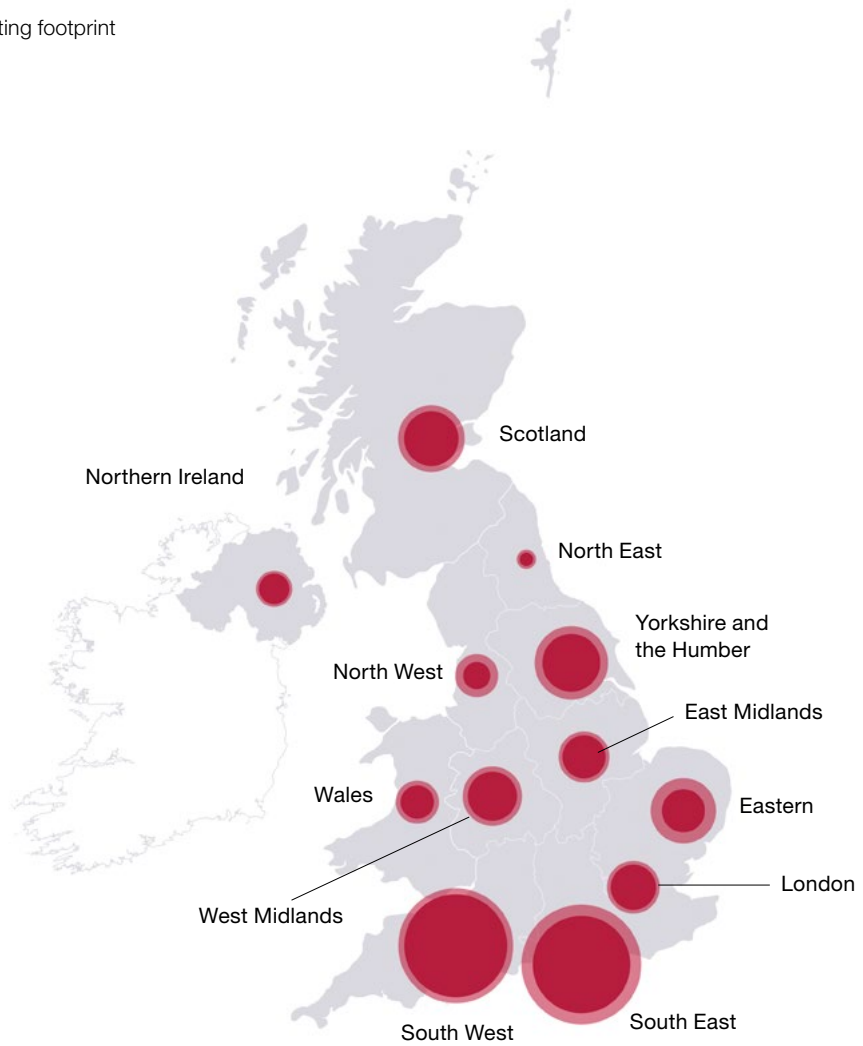 footprint
Scotland
Northern Ireland
North East
Yorkshire and
the Humber
North West
East Midlands
Wales
Eastern
London
West Midlands
South East
South West